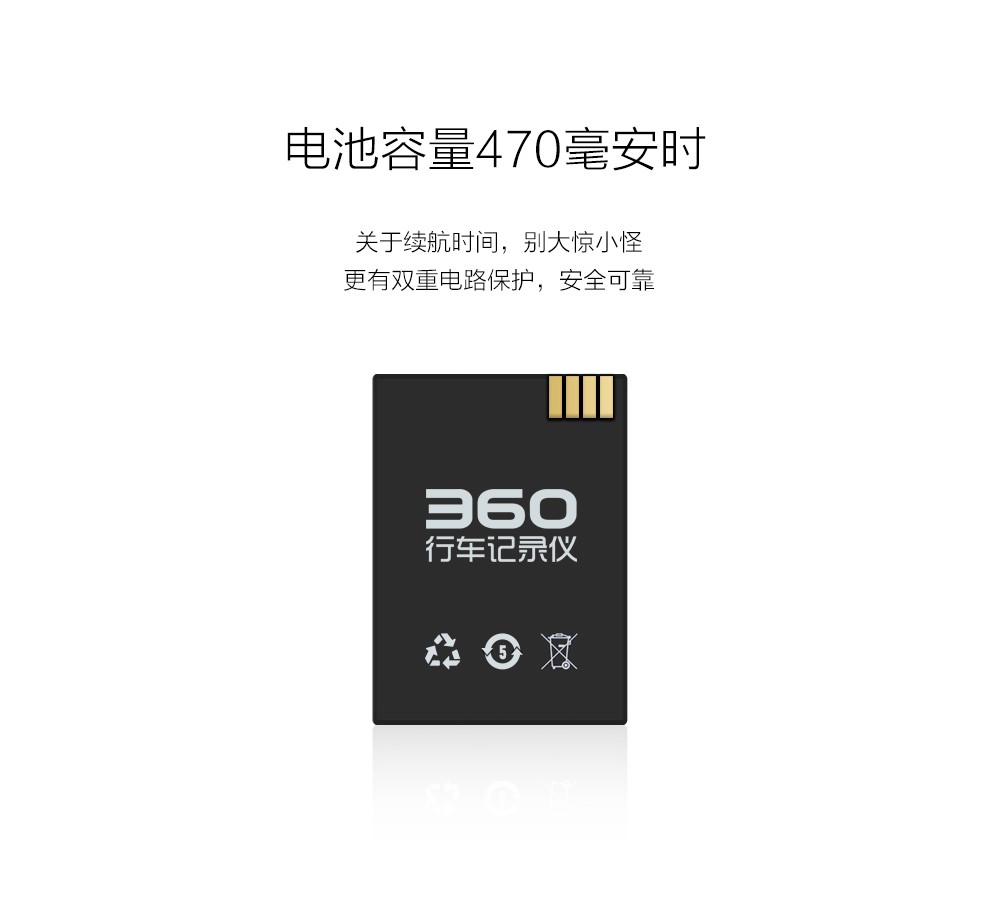 电池容量470毫安时
关于续航时间，别大惊小怪
更有双重电路保护，安全可靠
360
行车记录仪
5